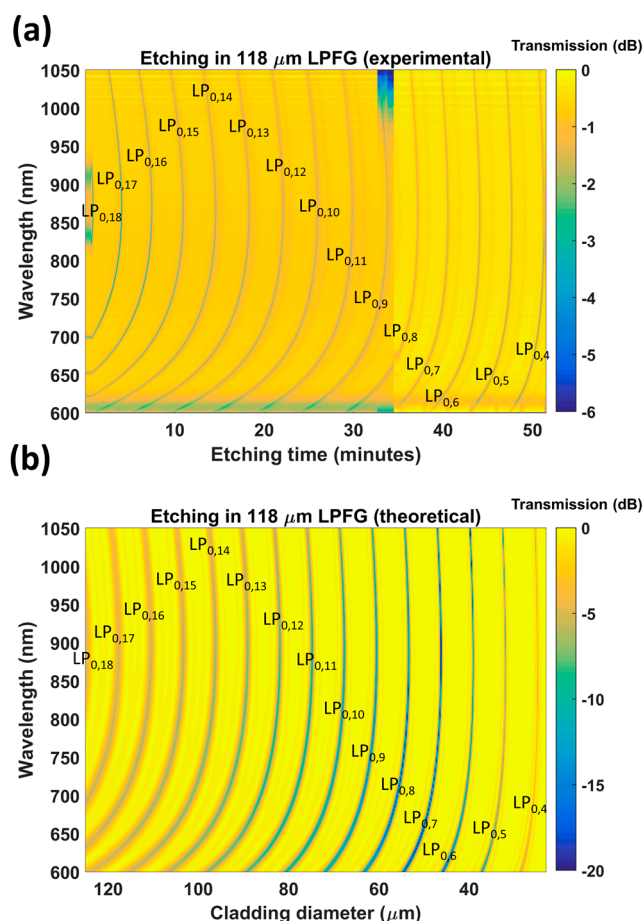 (a)
Etching in 118 μm LPFG (experimental)
Transmission (dB)
Wavelength (nm)
1050
1000
950
900
850
800
750
700
650
600
LP0,14
LP0,15
LP0,13
LP0,16
LP0,12
LP0,17
LP0,18
LP0,10
LP0,11
LP0,9
LP0,8
LP0,7
LP0,4
LP0,5
LP0,6
0
-1
-2
-3
-4
-5
-6
10 20 30 40 50
Etching time (minutes)
(b)
Etching in 118 μm LPFG (theoretical)
Transmission (dB)
Wavelength (nm)
1050
1000
950
900
850
800
750
700
650
600
LP0,14
LP0,15
LP0,13
LP0,16
LP0,12
LP0,17
LP0,18
LP0,11
LP0,10
LP0,9
LP0,8
LP0,4
LP0,7
LP0,5
LP0,6
0
-5
-10
-15
-20
120 100 80 60 40
Cladding diameter (μm)